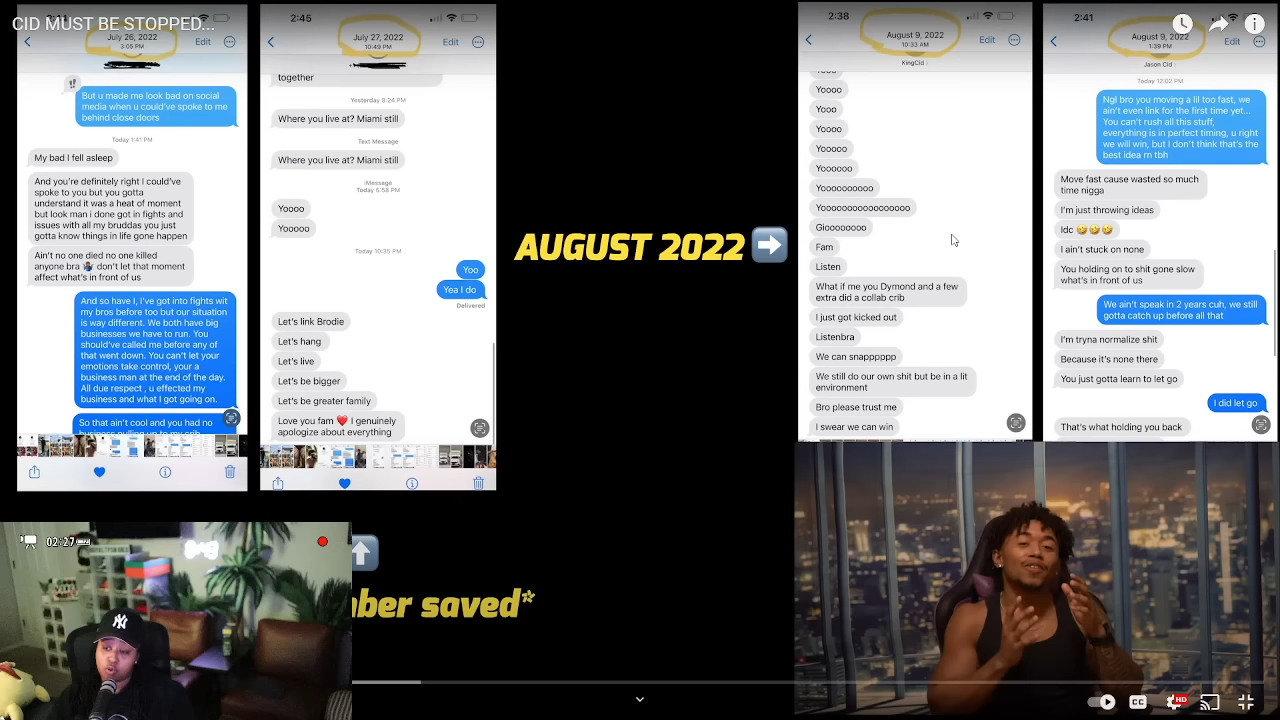 CID MUST BE STOPPED...
July 26, 2022
3:05 PM
Edit
But u made me look bad on social
media when u could've spoke to me
behind close doors
Today 1:41 PM
My bad I fell asleep
And you're definitely right I could've
spoke to you but you gotta
understand it was a heat of moment
but look man i done got in fights and
issues with all my bruddas you just
gotta know things in life gone happen
Ain't no one died no one killed
anyone bra 🤷🏽‍♂️ don't let that moment
affect what's in front of us
And so have I, I've got into fights wit
my bros before too but our situation
is way different. We both have big
businesses we have to run. You
should've called me before any of
that went down. You can't let your
emotions take control, your a
business man at the end of the day.
All due respect , u effected my
business and what I got going on.
So that ain't cool and you had no
business pulling up to my crib
2:45
July 27, 2022
10:49 PM
Edit
together
Yesterday 8:24 PM
Where you live at? Miami still
Text Message
Where you live at? Miami still
iMessage
Today 5:58 PM
Yoooo
Yooooo
Today 10:35 PM
Yoo
Yea I do
Delivered
Let's link Brodie
Let's hang
Let's live
Let's be bigger
Let's be greater family
Love you fam ❤️ I genuinely
apologize about everything
AUGUST 2022 ➡️
2:38
August 9, 2022
10:33 AM
Edit
KingCid
Yooo
Yoooo
Yooo
Yooo
Yooooo
Yoooooo
Yoooooooooo
Yooooooooooooooooo
Gioooooooo
Listen
What if me you Dymond and a few
extra did a collab crib
I just got kicked out
Listenbra
We can snapppppp
We still do our own shit but be in a lit
environment
Bro please trust me
I swear we can win
2:41
August 9, 2022
1:39 PM
Edit
Jason Cid
Today 12:02 PM
Ngl bro you moving a lil too fast, we
ain't even link for the first time yet...
You can't rush all this stuff,
everything is in perfect timing, u right
we will win, but I don't think that's the
best idea rn tbh
Move fast cause wasted so much
time nigga
I'm just throwing ideas
Idc 🤣🤣🤣
I'm not stuck on none
You holding on to shit gone slow
what's in front of us
We ain't speak in 2 years cuh, we still
gotta catch up before all that
I'm tryna normalize shit
Because it's none there
You just gotta learn to let go
I did let go
That's what holding you back
02:27
NY
ber saved*
CC
HD